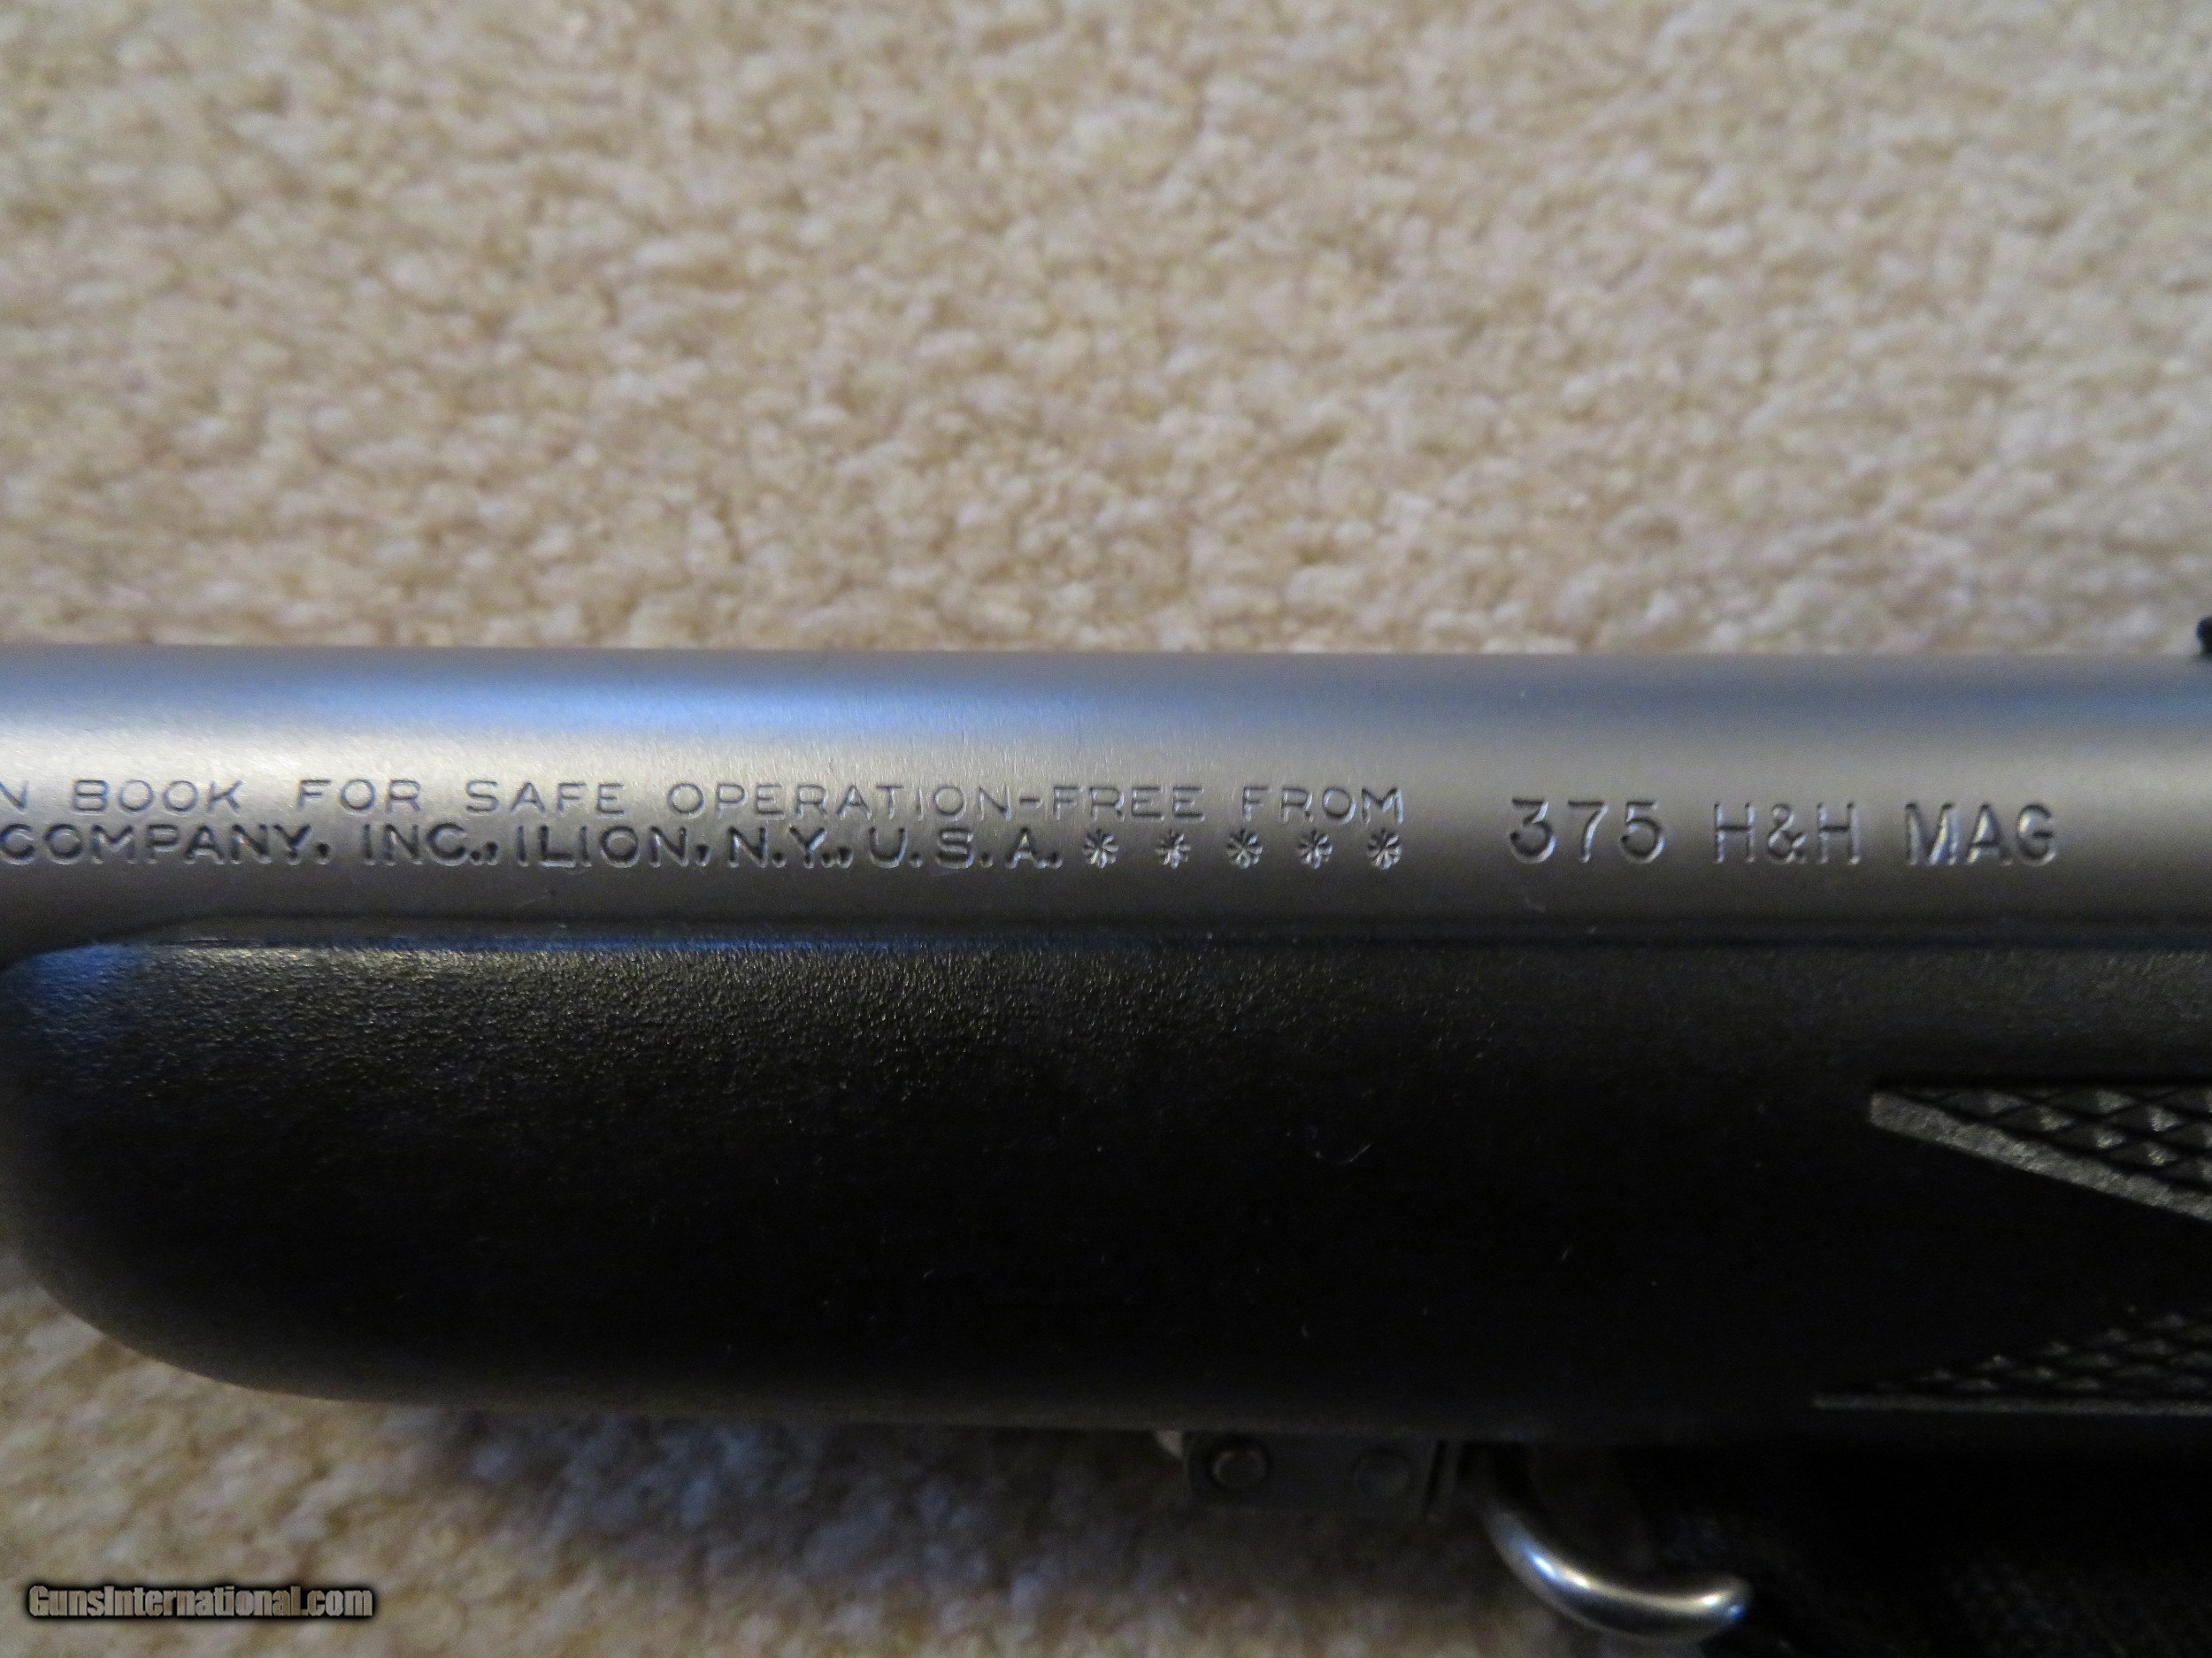 N BOOK FOR SAFE OPERATION-FREE FROM
COMPANY, INC., ILION, N.Y., U.S.A. * * * * *
375 H&H MAG
GunsInternational.com